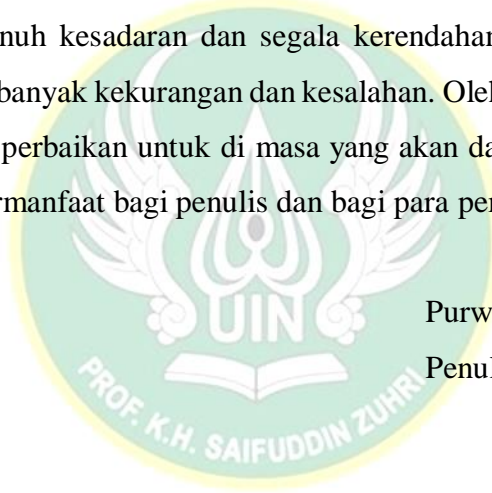 nuh kesadaran dan segala kerendahan
banyak kekurangan dan kesalahan. Oleh
perbaikan untuk di masa yang akan da
rmanfaat bagi penulis dan bagi para pe
Purw
Penul
UIN
PROF. K.H. SAIFUDDIN ZUHRI